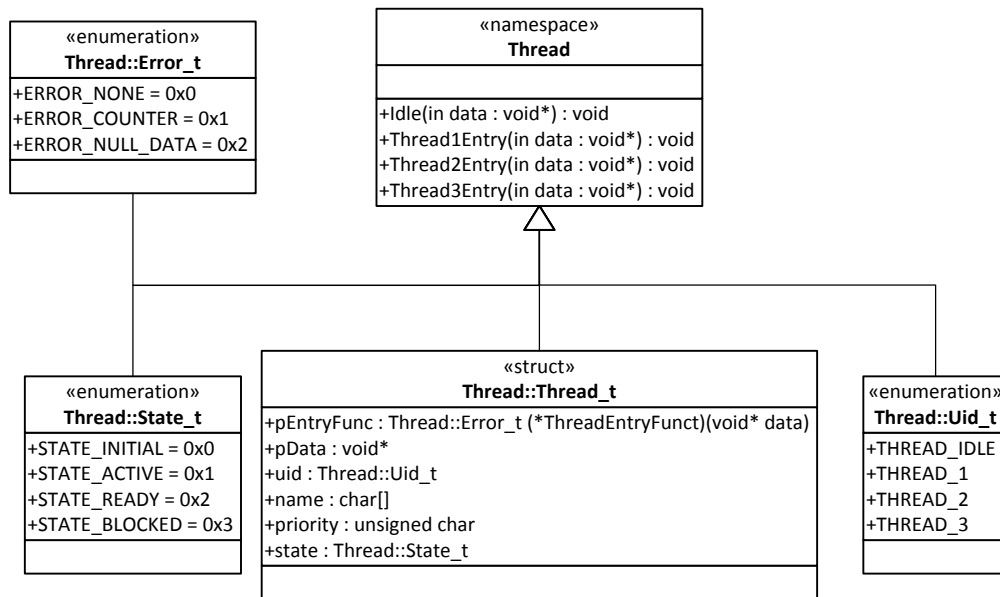 «enumeration»
Thread::Error_t
+ERROR_NONE = 0x0
+ERROR_COUNTER = 0x1
+ERROR_NULL_DATA = 0x2
«namespace»
Thread
+Idle(in data : void*) : void
+Thread1Entry(in data : void*) : void
+Thread2Entry(in data : void*) : void
+Thread3Entry(in data : void*) : void
«enumeration»
Thread::State_t
+STATE_INITIAL = 0x0
+STATE_ACTIVE = 0x1
+STATE_READY = 0x2
+STATE_BLOCKED = 0x3
«struct»
Thread::Thread_t
+pEntryFunc : Thread::Error_t (*ThreadEntryFunct)(void* data)
+pData : void*
+uid : Thread::Uid_t
+name : char[]
+priority : unsigned char
+state : Thread::State_t
«enumeration»
Thread::Uid_t
+THREAD_IDLE
+THREAD_1
+THREAD_2
+THREAD_3